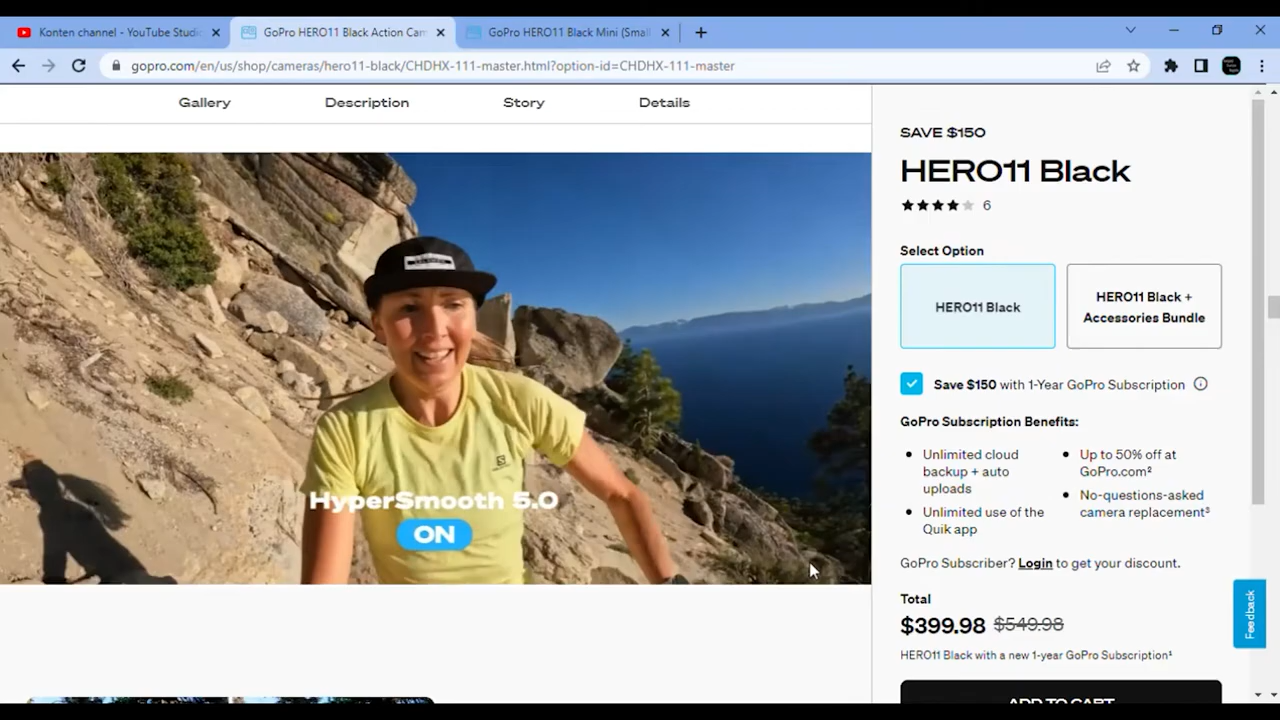 Konten channel - YouTube Studio
GoPro HERO11 Black Action Cam
GoPro HERO11 Black Mini (Small
gopro.com/en/us/shop/cameras/hero11-black/CHDHX-111-master.html?option-id=CHDHX-111-master
Gallery
Description
Story
Details
HyperSmooth 5.0
ON
SAVE $150
HERO11 Black
6
Select Option
HERO11 Black
HERO11 Black +
Accessories Bundle
Save $150 with 1-Year GoPro Subscription
GoPro Subscription Benefits:
Unlimited cloud
backup + auto
uploads
Unlimited use of the
Quik app
Up to 50% off at
GoPro.com²
No-questions-asked
camera replacement³
GoPro Subscriber? Login to get your discount.
Total
$399.98 $549.98
HERO11 Black with a new 1-year GoPro Subscription¹
ADD TO CART
Feedback